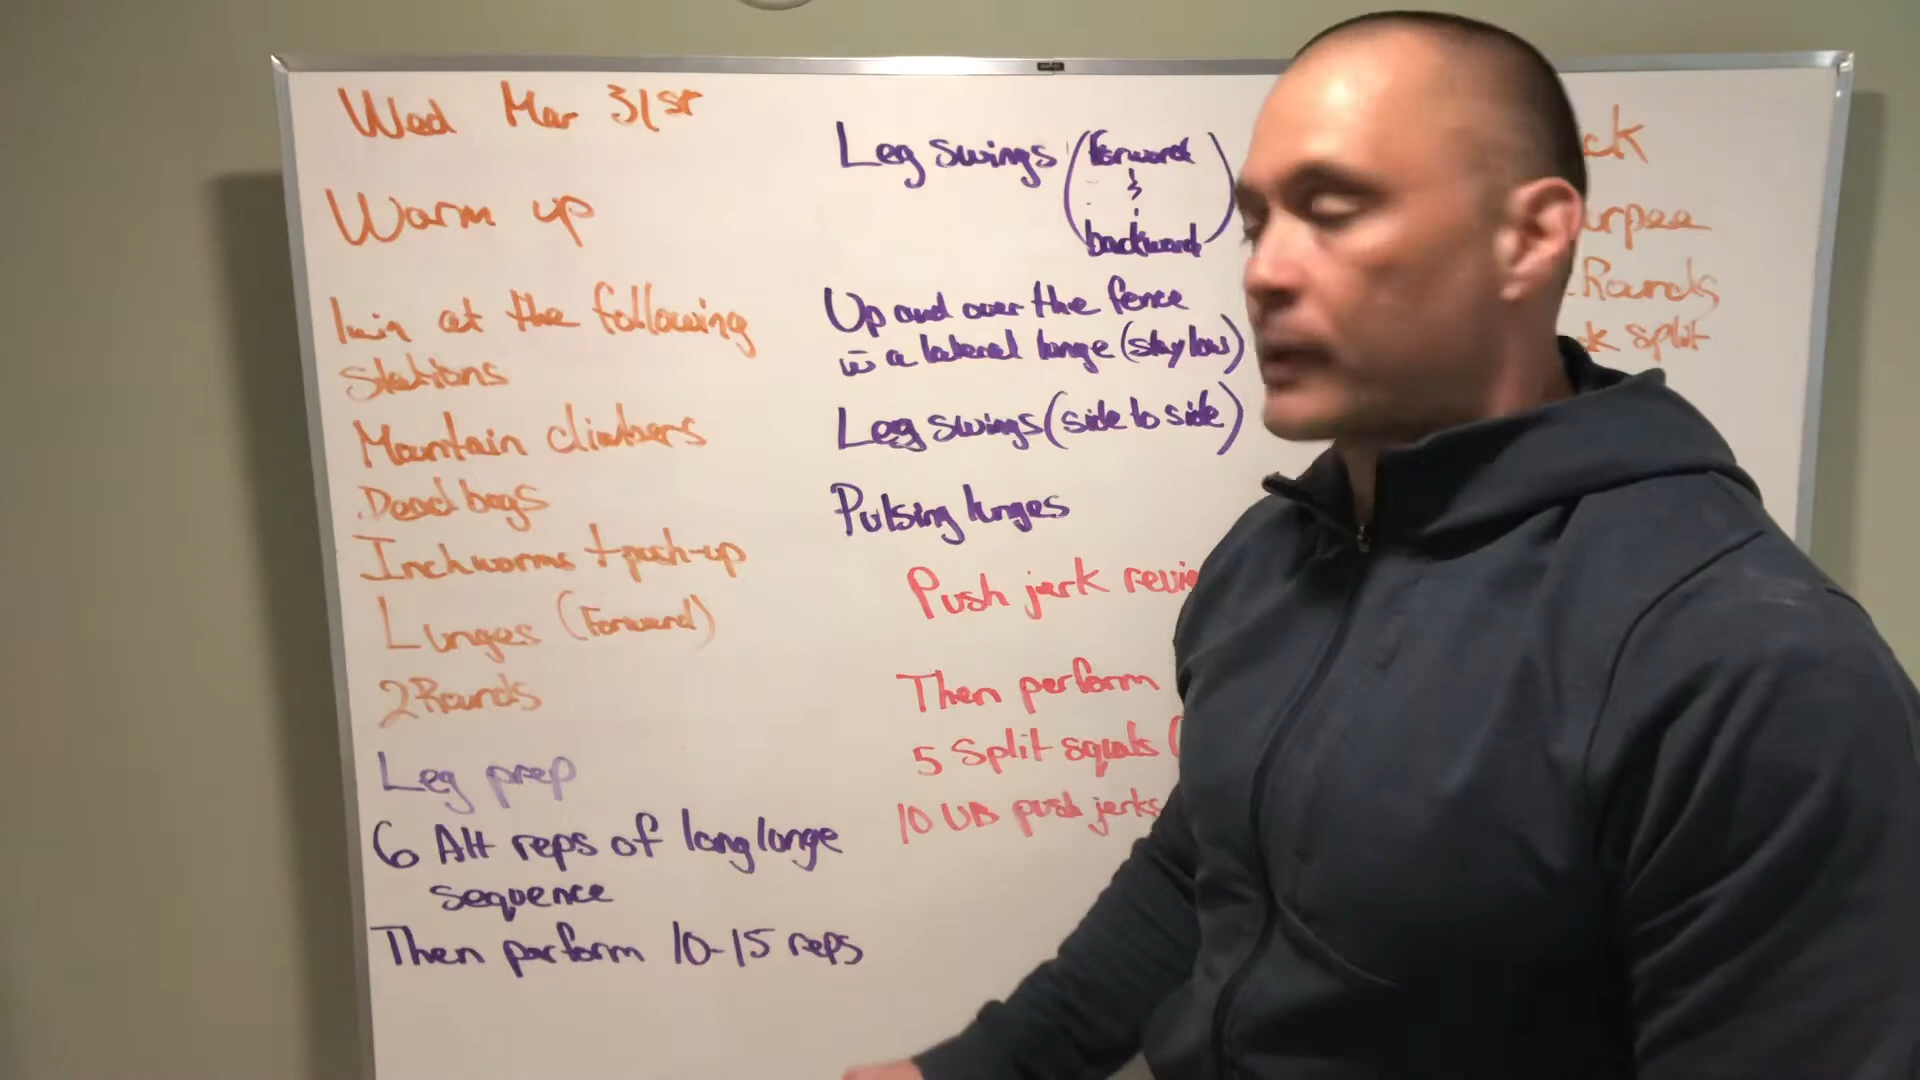 Wed Mar 31st
Warm up
1min at the following
stations
Mountain climbers
Dead bugs
Inchworms + push-up
Lunges (Forward)
2 Rounds
Leg prep
6 Alt reps of long lunge
sequence
Then perform 10-15 reps
Leg swings (forward
&
backward)
Up and over the fence
w̄ a lateral lunge (stay low)
Leg swings (side to side)
Pulsing lunges
Push jerk revie
Then perform
5 Split squats (
10 UB push jerks
ck
urpee
Rounds
k split